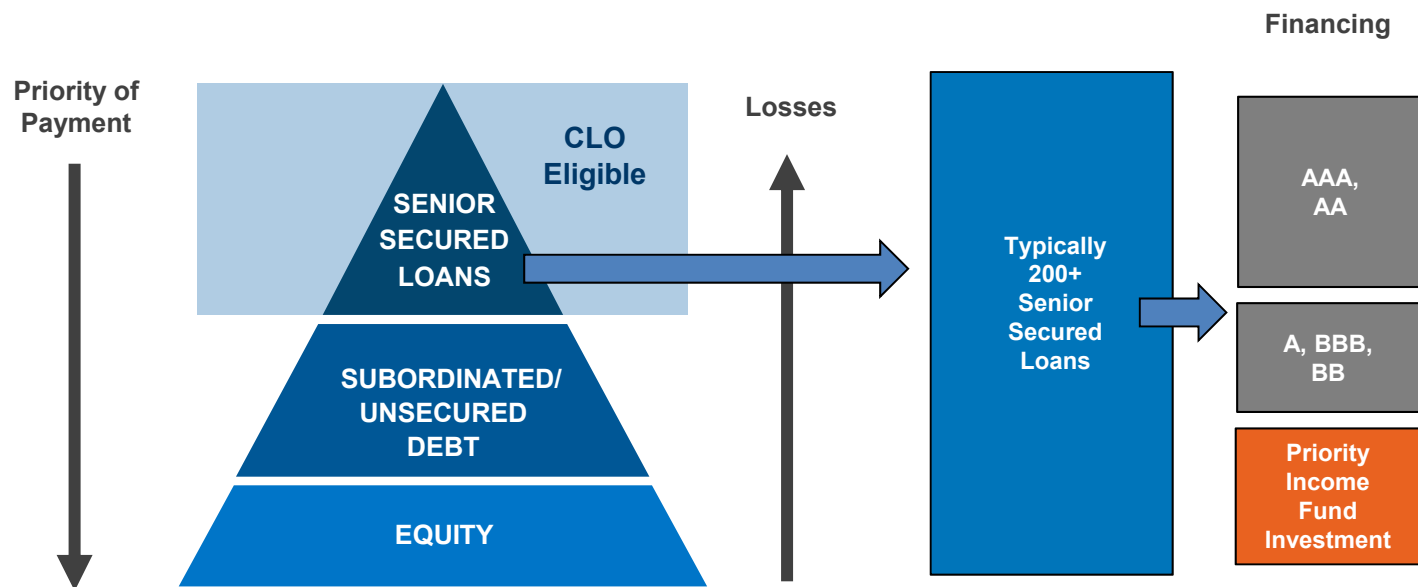 Financing
Priority of
Payment
CLO
Eligible
Losses
SENIOR
SECURED
LOANS
SUBORDINATED/
UNSECURED
DEBT
EQUITY
Typically
200+
Senior
Secured
Loans
AAA,
AA
A, BBB,
BB
Priority
Income
Fund
Investment